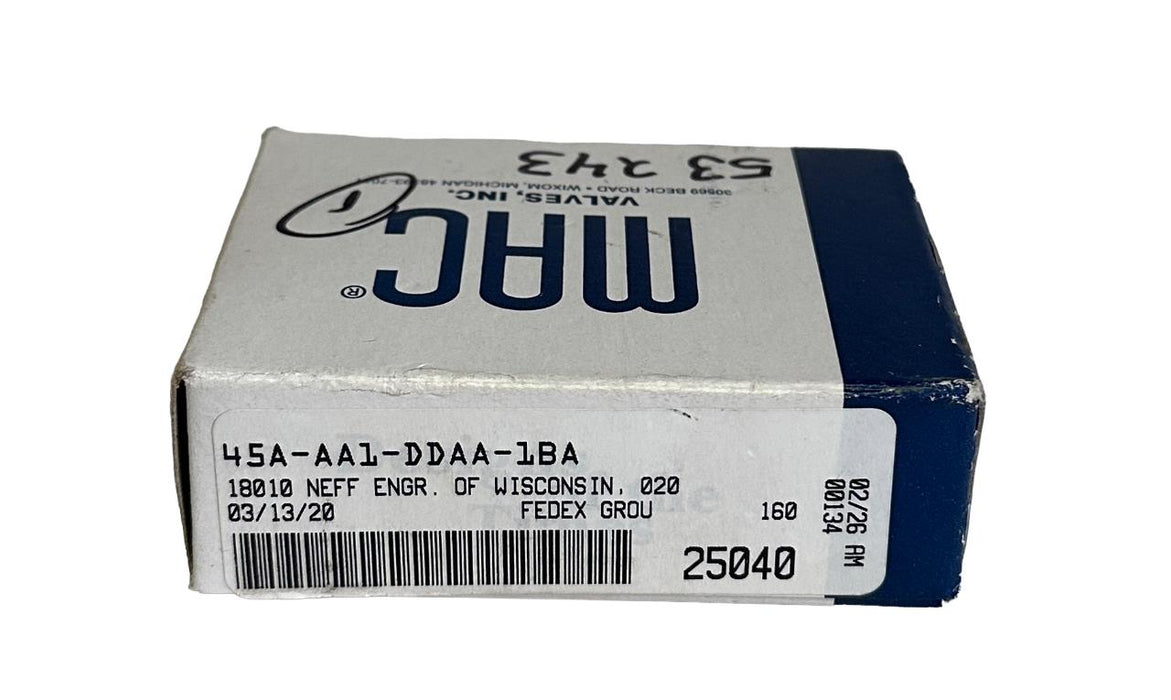 MAC®
VALVES, INC.
30569 BECK ROAD • WIXOM, MICHIGAN
53 243
1
45A-AA1-DDAA-1BA
18010 NEFF ENGR. OF WISCONSIN, 020
03/13/20 FEDEX GROU 160
25040
02/26 AM
00134